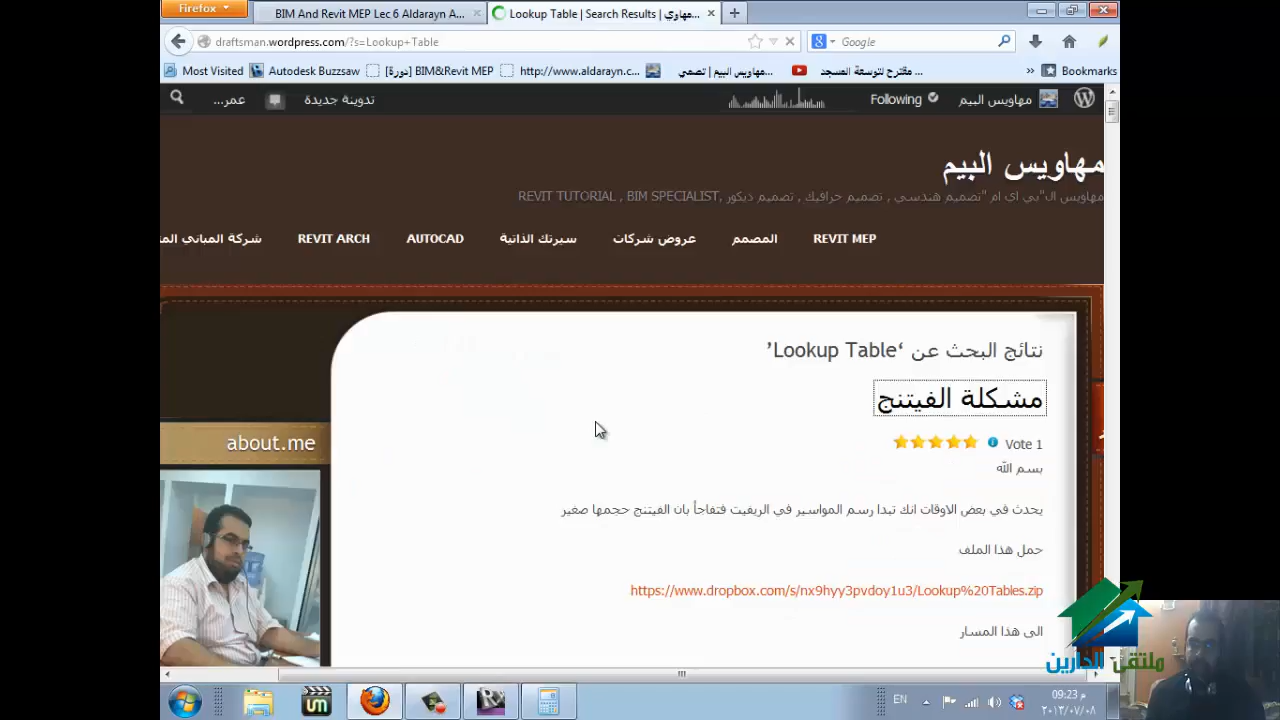 Firefox
BIM And Revit MEP Lec 6 Aldarayn A...
Lookup Table | Search Results | مهاوي...
draftsman.wordpress.com/?s=Lookup+Table
Google
Most Visited
Autodesk Buzzsaw
BIM&Revit MEP [دورة]
http://www.aldarayn.c...
مهاويس البيم | تصمي...
مقترح لتوسعة المسجد ...
»
Bookmarks
عمر...
تدوينة جديدة
Following
مهاويس البيم
مهاويس البيم
مهاويس ال"بي اي ام "تصميم هندسي , تصميم جرافيك , تصميم ديكور ,REVIT TUTORIAL , BIM SPECIALIST
REVIT MEP
المصمم
عروض شركات
سيرتك الذاتية
AUTOCAD
REVIT ARCH
شركة المباني الم
نتائج البحث عن ‘Lookup Table’
مشكلة الفيتنج
Vote 1
بسم الله
يحدث في بعض الاوقات انك تبدا رسم المواسير في الريفيت فتفاجأ بان الفيتنج حجمها صغير
حمل هذا الملف
https://www.dropbox.com/s/nx9hyy3pvdoy1u3/Lookup%20Tables.zip
الى هذا المسار
about.me
ملتقى الدارين
EN
09:23 م
٢٠١٣/٠٧/٠٨